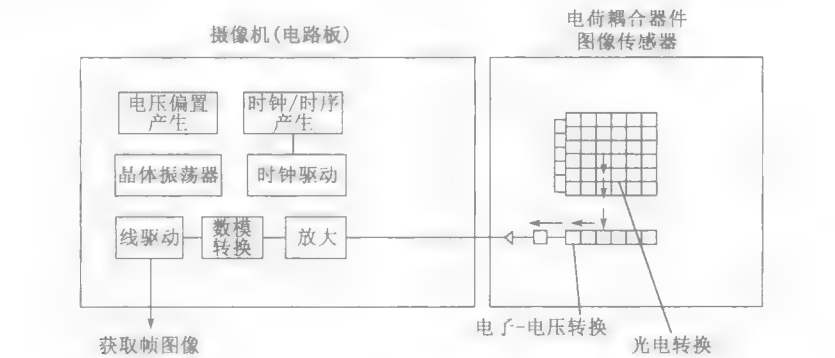 摄像机(电路板)
电荷耦合器件
图像传感器
电压偏置
产生
时钟/时序
产生
晶体振荡器
时钟驱动
线驱动
数模
转换
放大
电子-电压转换
获取帧图像
光电转换